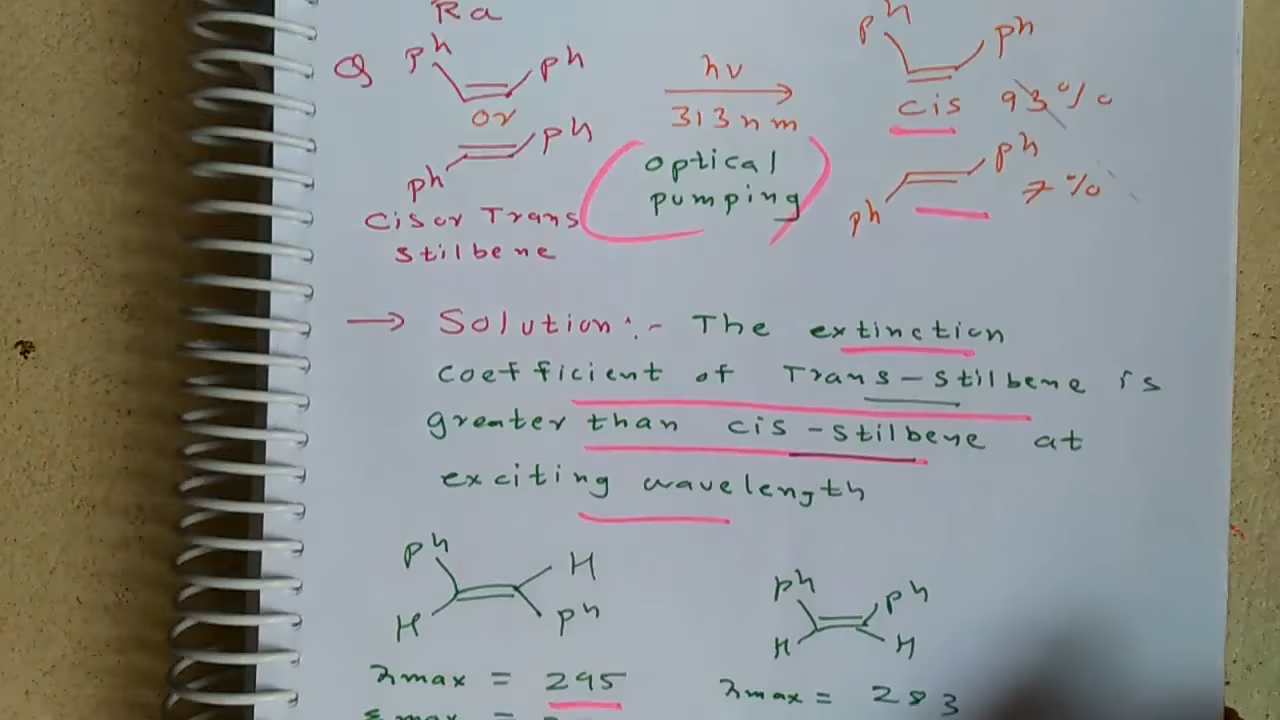 Ra
Q
Ph Ph
or
Ph Ph
Cis or Trans
stilbene
hν
313nm
optical
pumping
Ph Ph
cis 93%
Ph Ph
7%
→ Solution:- The extinction
coefficient of Trans-stilbene is
greater than cis-stilbene at
exciting wavelength
Ph H
H Ph
λmax = 295
Ph Ph
H H
λmax = 283